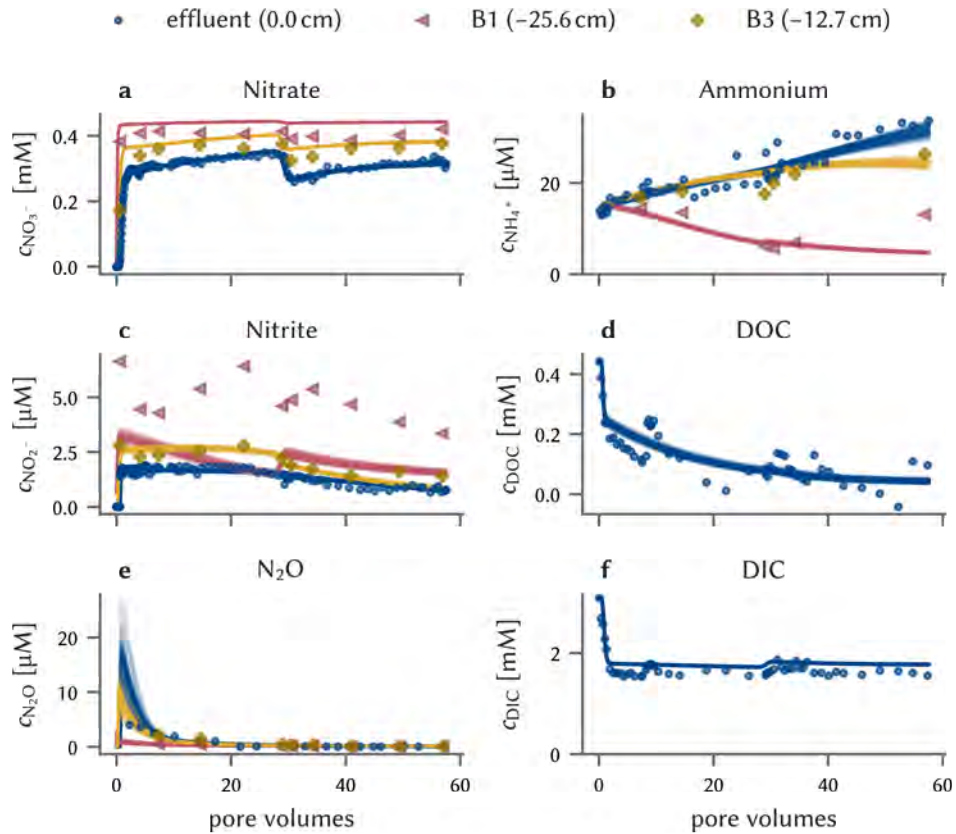 effluent (0.0 cm) B1 (−25.6 cm) B3 (−12.7 cm)
a Nitrate
b Ammonium
c_NO₃⁻ [mM]
0.4
0.2
0.0
c_NH₄⁺ [µM]
20
0
c Nitrite
d DOC
c_NO₂⁻ [µM]
5.0
2.5
0.0
c_DOC [mM]
0.4
0.2
0.0
e N₂O
f DIC
c_N₂O [µM]
20
10
0
c_DIC [mM]
2
0
0 20 40 60
0 20 40 60
pore volumes
pore volumes